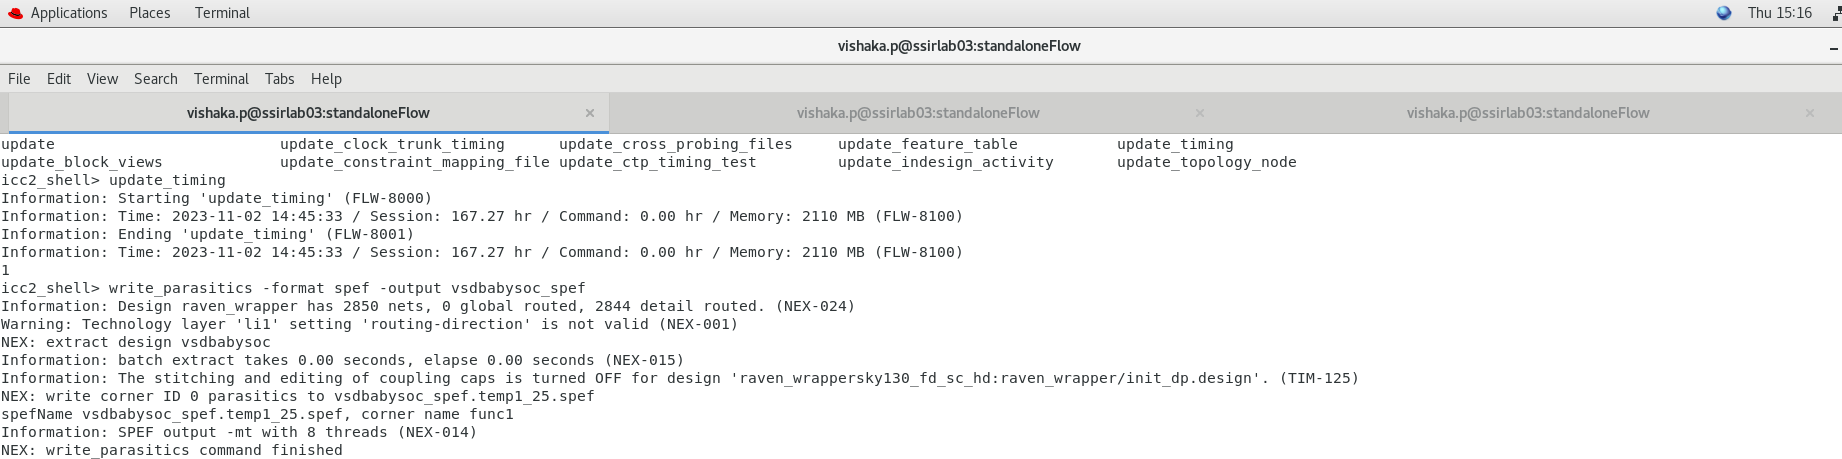 Applications Places Terminal Thu 15:16
vishaka.p@ssirlab03:standaloneFlow
File Edit View Search Terminal Tabs Help
vishaka.p@ssirlab03:standaloneFlow × vishaka.p@ssirlab03:standaloneFlow × vishaka.p@ssirlab03:standaloneFlow ×
update update_clock_trunk_timing update_cross_probing_files update_feature_table update_timing
update_block_views update_constraint_mapping_file update_ctp_timing_test update_indesign_activity update_topology_node
icc2_shell> update_timing
Information: Starting 'update_timing' (FLW-8000)
Information: Time: 2023-11-02 14:45:33 / Session: 167.27 hr / Command: 0.00 hr / Memory: 2110 MB (FLW-8100)
Information: Ending 'update_timing' (FLW-8001)
Information: Time: 2023-11-02 14:45:33 / Session: 167.27 hr / Command: 0.00 hr / Memory: 2110 MB (FLW-8100)
1
icc2_shell> write_parasitics -format spef -output vsdbabysoc_spef
Information: Design raven_wrapper has 2850 nets, 0 global routed, 2844 detail routed. (NEX-024)
Warning: Technology layer 'li1' setting 'routing-direction' is not valid (NEX-001)
NEX: extract design vsdbabysoc
Information: batch extract takes 0.00 seconds, elapse 0.00 seconds (NEX-015)
Information: The stitching and editing of coupling caps is turned OFF for design 'raven_wrappersky130_fd_sc_hd:raven_wrapper/init_dp.design'. (TIM-125)
NEX: write corner ID 0 parasitics to vsdbabysoc_spef.temp1_25.spef
spefName vsdbabysoc_spef.temp1_25.spef, corner name func1
Information: SPEF output -mt with 8 threads (NEX-014)
NEX: write_parasitics command finished